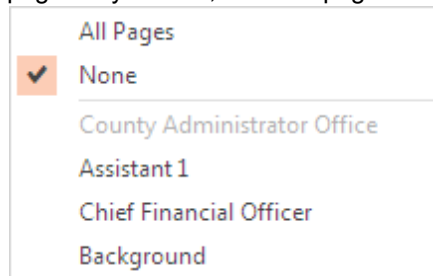 All Pages
None
County Administrator Office
Assistant 1
Chief Financial Officer
Background